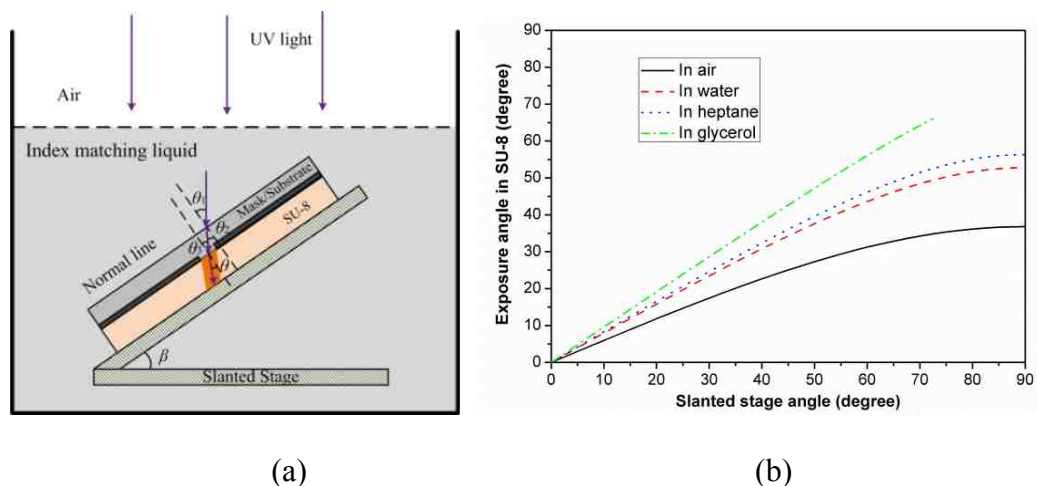 UV light
Air
Index matching liquid
θ1
Mask/Substrate
θ2
SU-8
θ3
Normal line
θ
β
Slanted Stage
(a)
Exposure angle in SU-8 (degree)
90
80
70
60
50
40
30
20
10
0
In air
In water
In heptane
In glycerol
0 10 20 30 40 50 60 70 80 90
Slanted stage angle (degree)
(b)